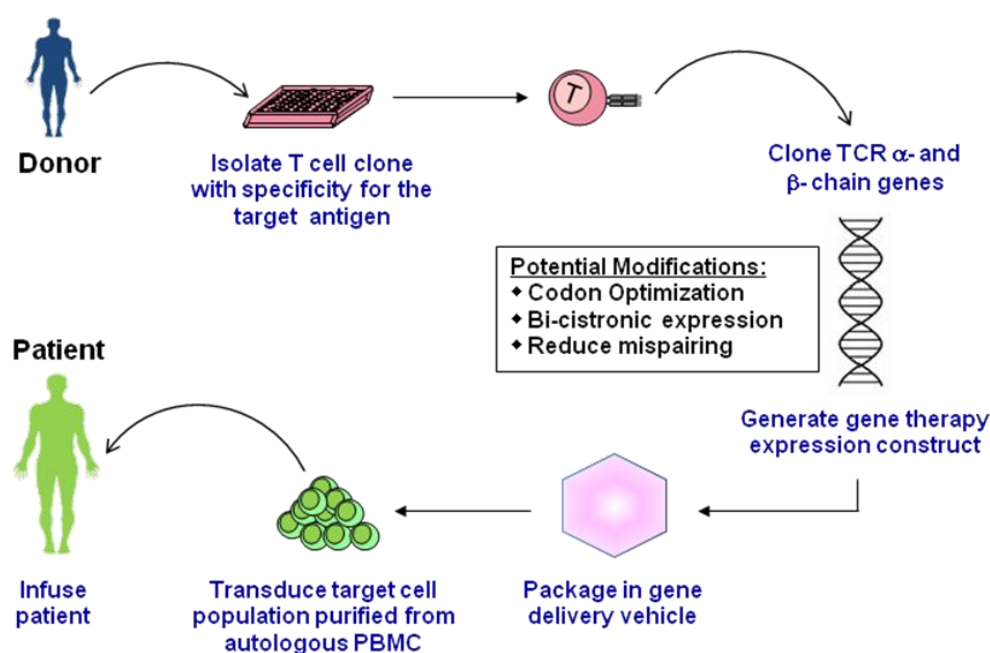 Donor
Isolate T cell clone
with specificity for the
target antigen
T
Clone TCR α- and
β- chain genes
Potential Modifications:
◆ Codon Optimization
◆ Bi-cistronic expression
◆ Reduce mispairing
Generate gene therapy
expression construct
Package in gene
delivery vehicle
Transduce target cell
population purified from
autologous PBMC
Patient
Infuse
patient